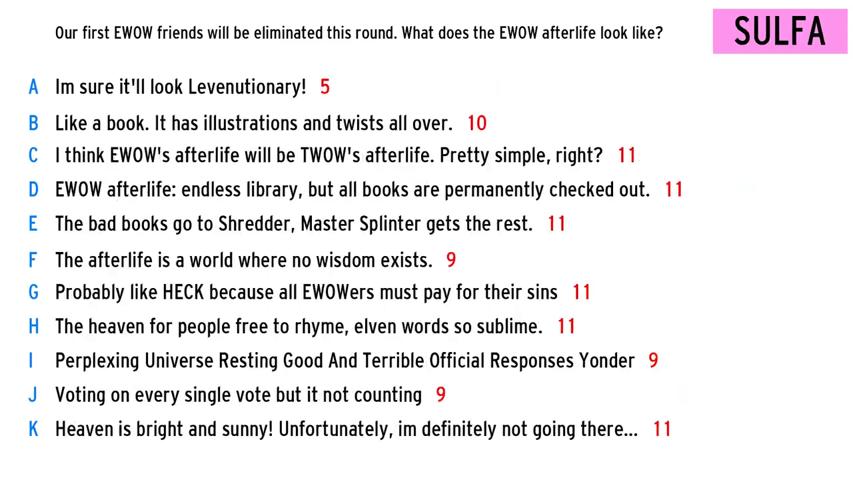 Our first EWOW friends will be eliminated this round. What does the EWOW afterlife look like?
SULFA
A Im sure it'll look Levenutionary! 5
B Like a book. It has illustrations and twists all over. 10
C I think EWOW's afterlife will be TWOW's afterlife. Pretty simple, right? 11
D EWOW afterlife: endless library, but all books are permanently checked out. 11
E The bad books go to Shredder, Master Splinter gets the rest. 11
F The afterlife is a world where no wisdom exists. 9
G Probably like HECK because all EWOWers must pay for their sins 11
H The heaven for people free to rhyme, elven words so sublime. 11
I Perplexing Universe Resting Good And Terrible Official Responses Yonder 9
J Voting on every single vote but it not counting 9
K Heaven is bright and sunny! Unfortunately, im definitely not going there... 11